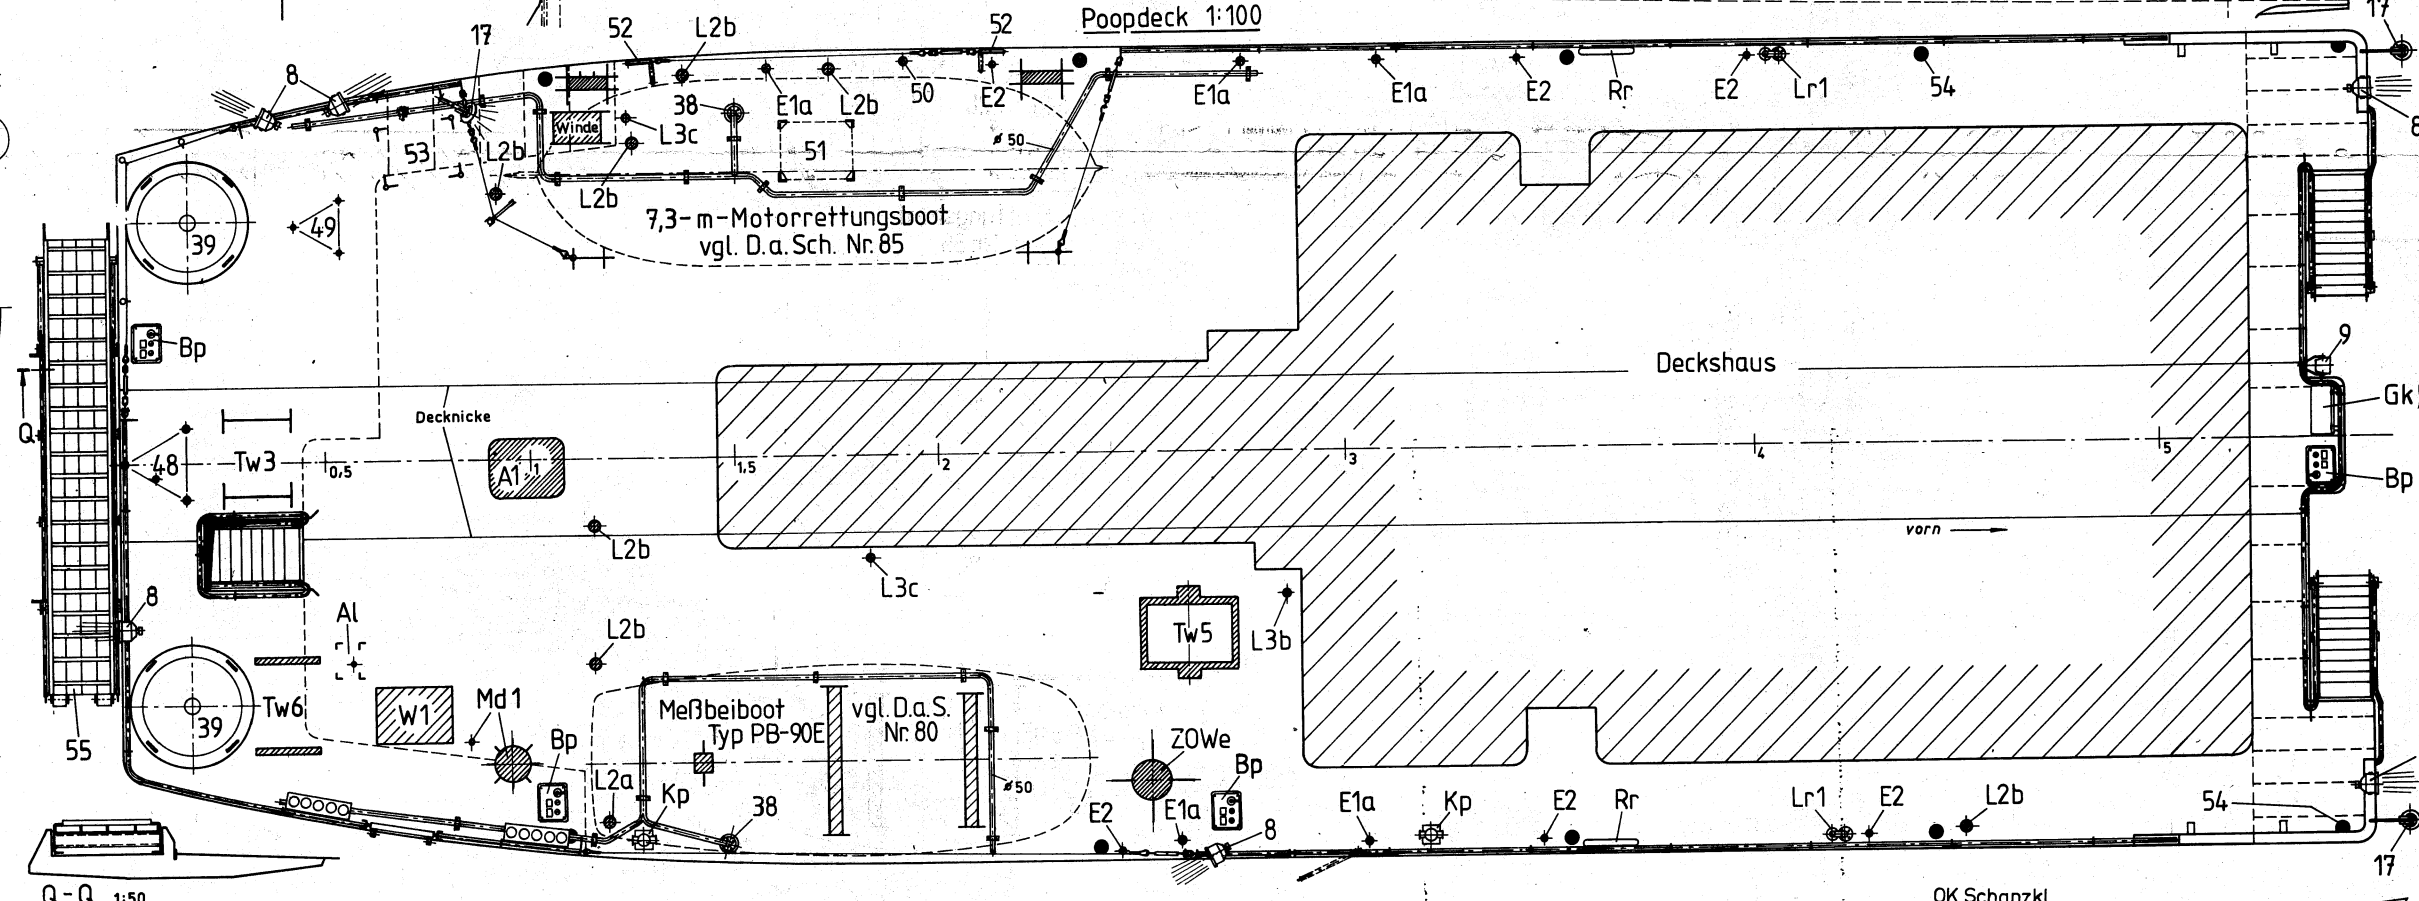 Poopdeck 1:100
17
52
L2b
52
17
8
E1a
L2b
50
E2
E1a
E1a
E2
Rr
E2
Lr1
54
8
38
Winde
L3c
53
L2b
51
ø 50
L2b
49
39
7,3-m-Motorrettungsboot
vgl. D.a.Sch. Nr. 85
Bp
9
Deckshaus
Gk
Decknicke
Q
48
Tw3
0,5
A1
1
1,5
2
3
4
5
Bp
vorn
L2b
L3c
8
Al
L2b
Tw5
L3b
39
Tw6
W1
Md1
Meßbeiboot
Typ PB-90E
vgl. D.a.S.
Nr. 80
ZOWe
55
Bp
L2a
Kp
38
ø 50
E2
E1a
Bp
8
E1a
Kp
E2
Rr
Lr1
E2
L2b
54
17
Q-Q 1:50
OK Schanzkl.